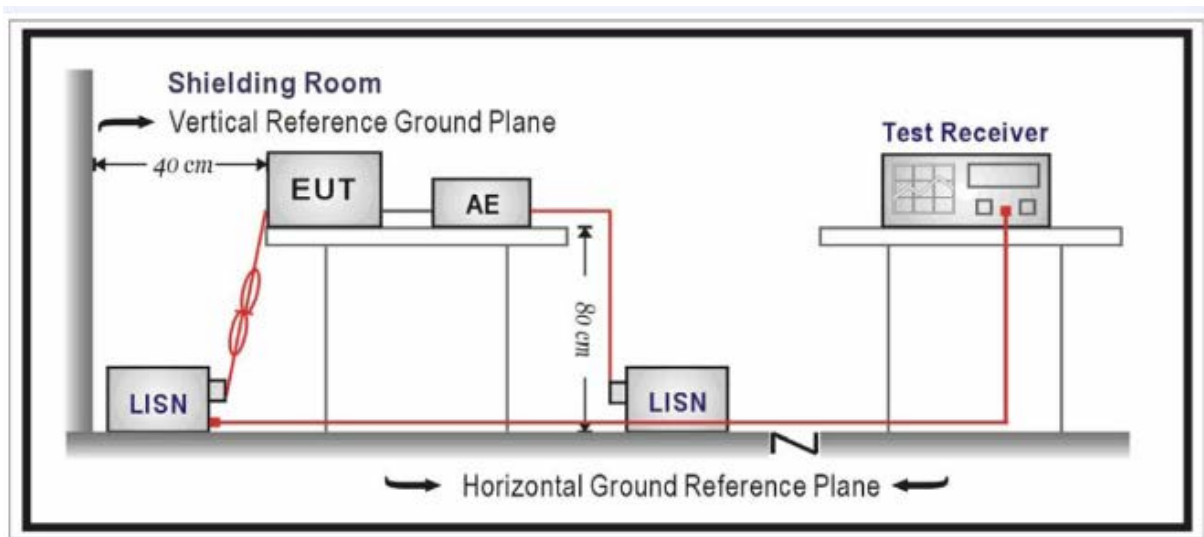 Shielding Room
Vertical Reference Ground Plane
40 cm
EUT
AE
Test Receiver
80 cm
LISN
LISN
Horizontal Ground Reference Plane